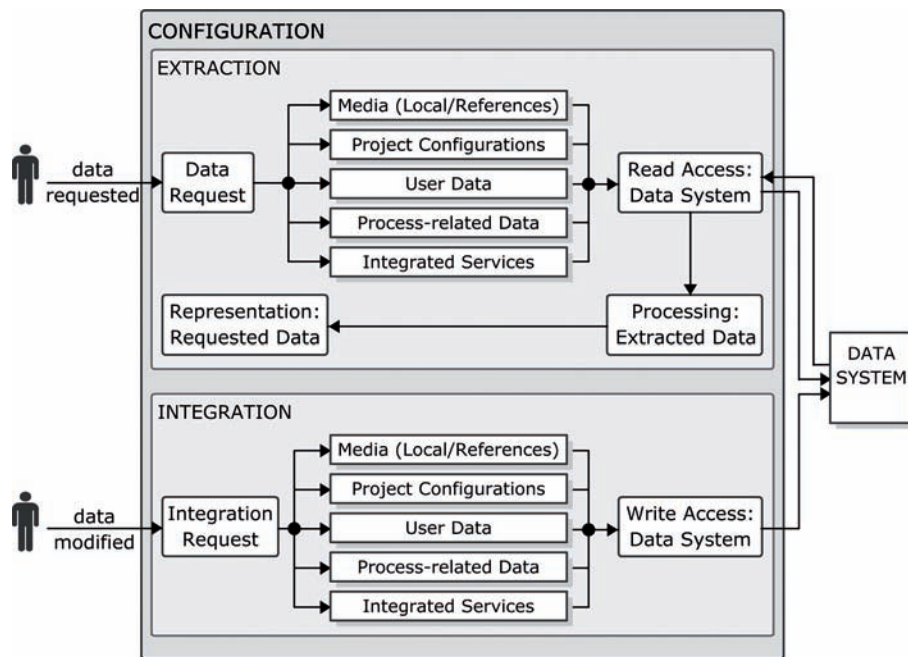 CONFIGURATION
EXTRACTION
Media (Local/References)
Project Configurations
User Data
Process-related Data
Integrated Services
data
requested
Data
Request
Read Access:
Data System
Representation:
Requested Data
Processing:
Extracted Data
DATA
SYSTEM
INTEGRATION
Media (Local/References)
Project Configurations
User Data
Process-related Data
Integrated Services
data
modified
Integration
Request
Write Access:
Data System